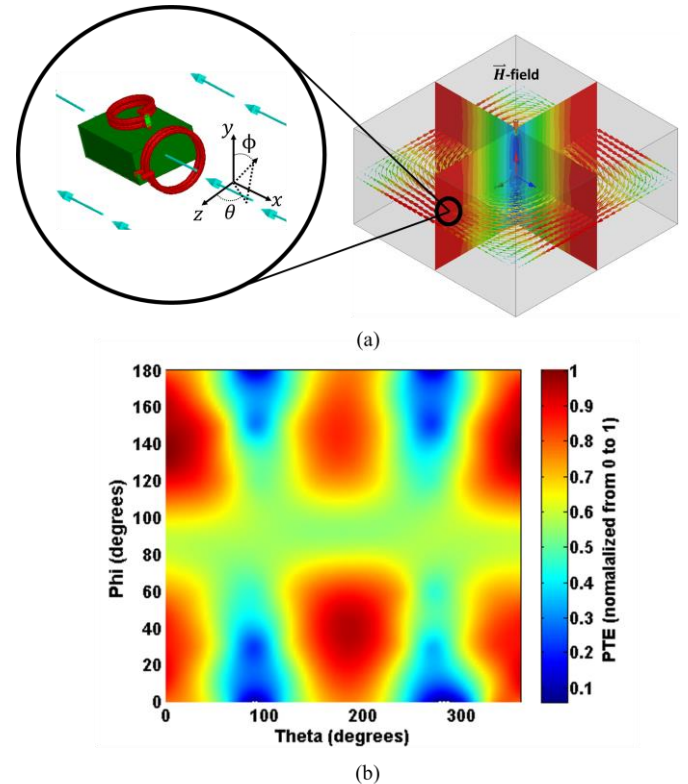 H-field
y
ϕ
x
z
θ
(a)
180
160
140
120
100
80
60
40
20
0
Phi (degrees)
0
100
200
300
Theta (degrees)
1
0.9
0.8
0.7
0.6
0.5
0.4
0.3
0.2
0.1
PTE (nomalalized from 0 to 1)
(b)